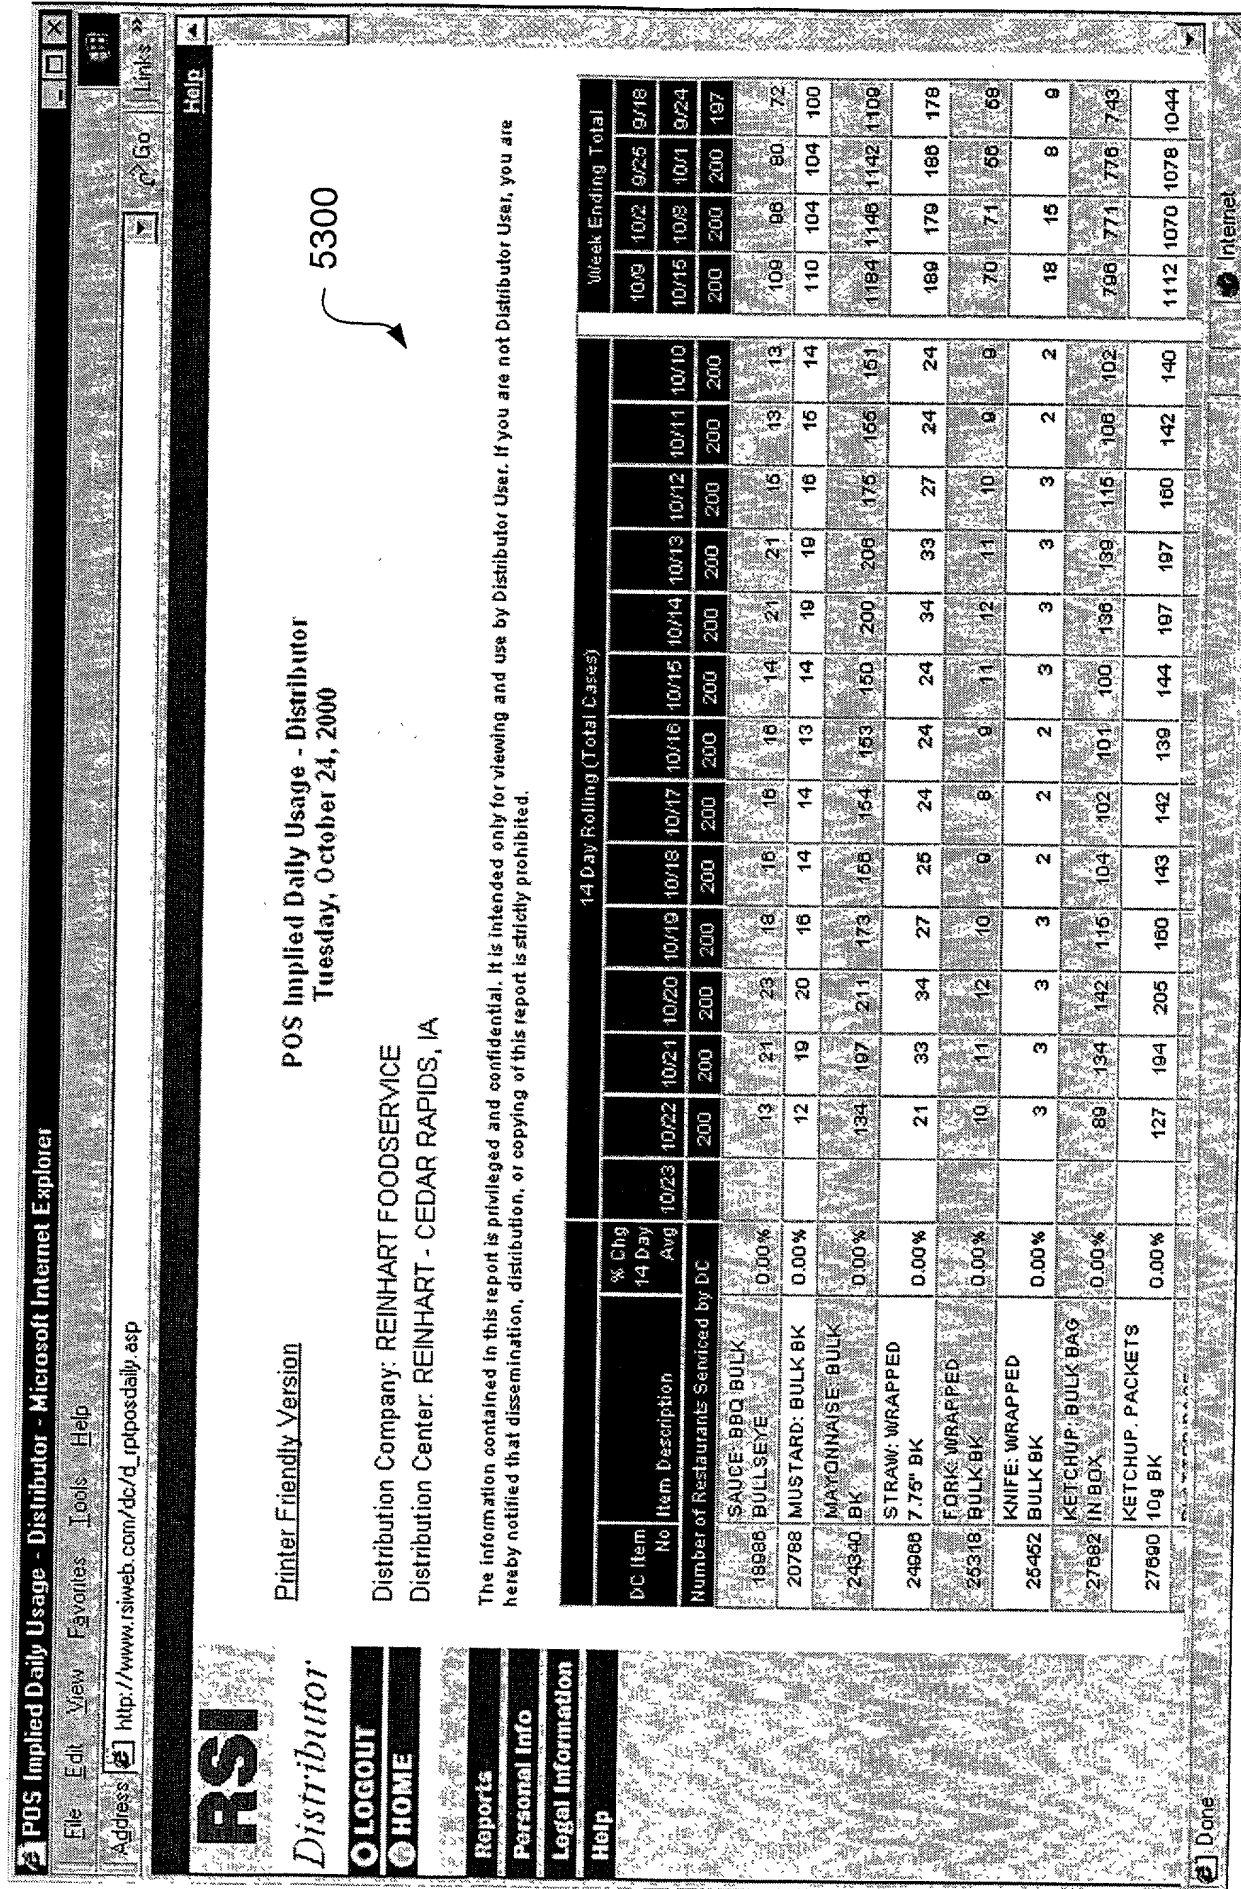 POS Implied Daily Usage - Distributor - Microsoft Internet Explorer
File Edit View Favorites Tools Help
Address http://www.rsiweb.com/dc/d_rptposdaily.asp Go Links »
Help
RSI
Distributor
LOGOUT
HOME
Reports
Personal Info
Legal Information
Help
Printer Friendly Version
POS Implied Daily Usage - Distributor
Tuesday, October 24, 2000
5300
Distribution Company: REINHART FOODSERVICE
Distribution Center: REINHART - CEDAR RAPIDS, IA
The information contained in this report is privileged and confidential. It is intended only for viewing and use by Distributor User. If you are not Distributor User, you are
hereby notified that dissemination, distribution, or copying of this report is strictly prohibited.
14 Day Rolling (Total Cases) Week Ending Total
DC Item No Item Description % Chg 14 Day Avg 10/23 10/22 10/21 10/20 10/19 10/18 10/17 10/16 10/15 10/14 10/13 10/12 10/11 10/10 10/9 10/2 9/25 9/18
10/15 10/8 10/1 9/24
Number of Restaurants Serviced by DC 200 200 200 200 200 200 200 200 200 200 200 200 200 200 200 200 197
18986 SAUCE: BBQ BULK BULLSEYE 0.00% 13 21 23 18 16 16 16 14 21 21 15 13 13 109 96 80 72
20788 MUSTARD: BULK BK 0.00% 12 19 20 16 14 14 13 14 19 19 16 15 14 110 104 104 100
24340 MAYONNAISE: BULK BK 0.00% 134 197 211 173 156 154 153 150 200 206 175 155 151 1184 1146 1142 1109
24968 STRAW: WRAPPED 7.75" BK 0.00% 21 33 34 27 25 24 24 24 34 33 27 24 24 189 179 186 178
25318 FORK: WRAPPED BULK BK 0.00% 10 11 12 10 9 8 9 11 12 11 10 9 9 70 71 56 58
25452 KNIFE: WRAPPED BULK BK 0.00% 3 3 3 3 2 2 2 3 3 3 3 2 2 18 15 8 9
27682 KETCHUP: BULK BAG IN BOX 0.00% 89 134 142 115 104 102 101 100 136 139 115 108 102 796 771 776 743
27690 KETCHUP. PACKETS 10g BK 0.00% 127 194 205 160 143 142 139 144 197 197 160 142 140 1112 1070 1078 1044
Done Internet